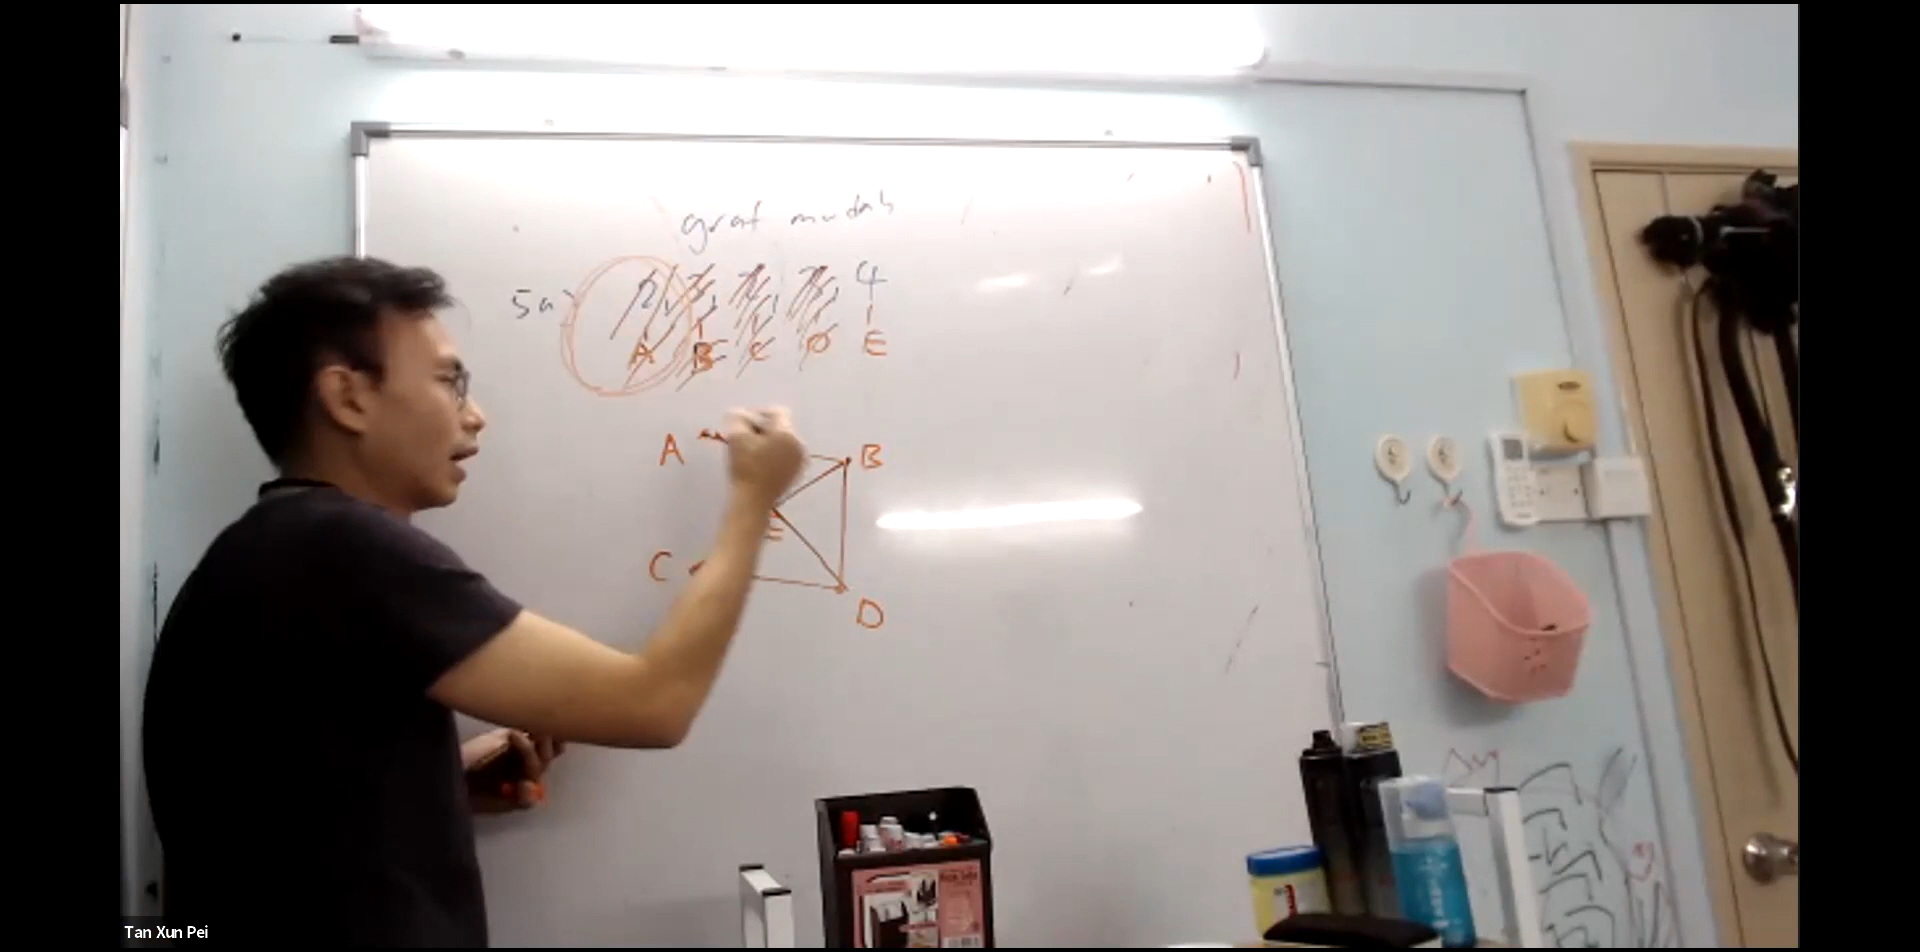 graf mudah
5a)
4
A B C D E
A B
E
C
D
Tan Xun Pei